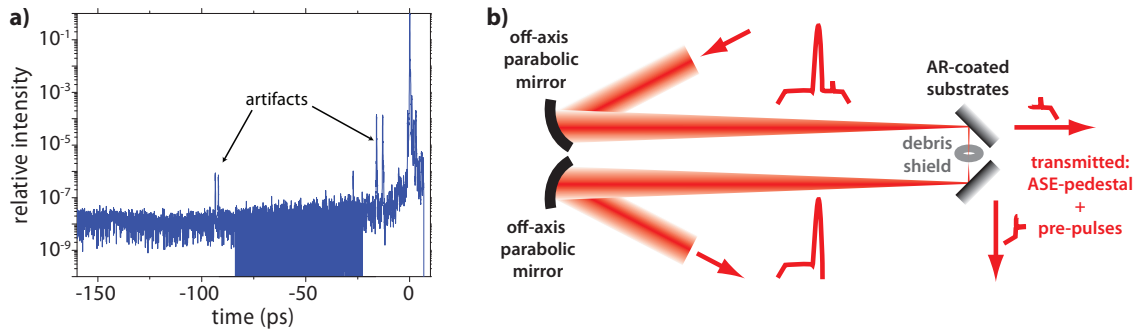 a)
relative intensity
10-1
10-3
10-5
10-7
10-9
artifacts
-150
-100
-50
0
time (ps)
b)
off-axis
parabolic
mirror
AR-coated
substrates
debris
shield
transmitted:
ASE-pedestal
+
pre-pulses
off-axis
parabolic
mirror